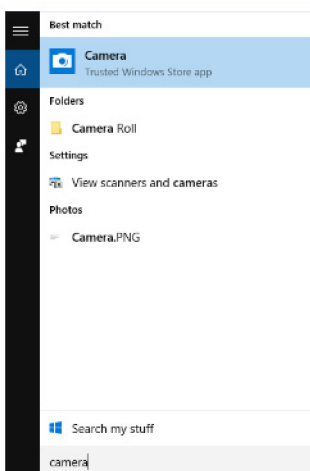 Best match
Camera
Trusted Windows Store app
Folders
Camera Roll
Settings
View scanners and cameras
Photos
Camera.PNG
Search my stuff
camera